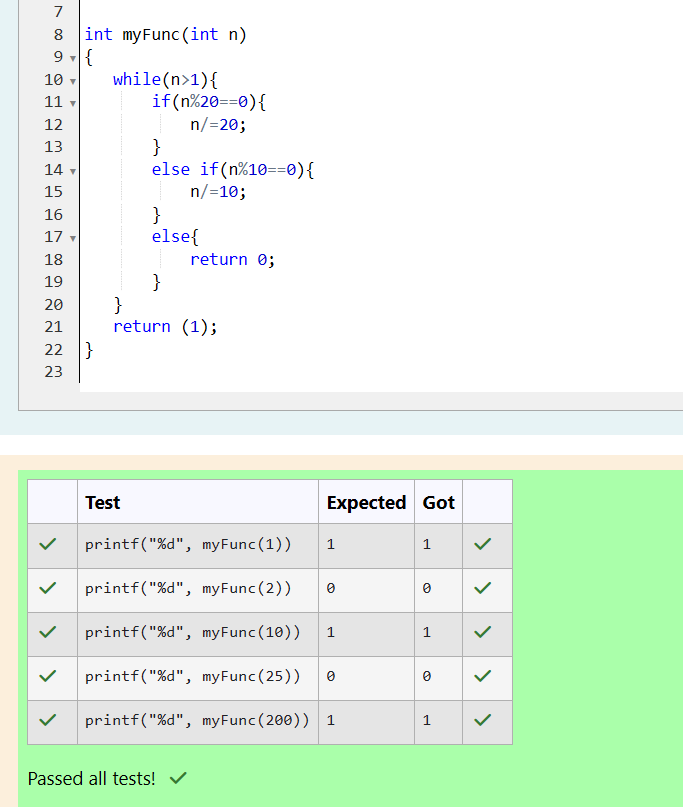 7
8 int myFunc(int n)
9 {
10 while(n>1){
11 if(n%20==0){
12 n/=20;
13 }
14 else if(n%10==0){
15 n/=10;
16 }
17 else{
18 return 0;
19 }
20 }
21 return (1);
22 }
23
Test Expected Got
printf("%d", myFunc(1)) 1 1
printf("%d", myFunc(2)) 0 0
printf("%d", myFunc(10)) 1 1
printf("%d", myFunc(25)) 0 0
printf("%d", myFunc(200)) 1 1
Passed all tests!